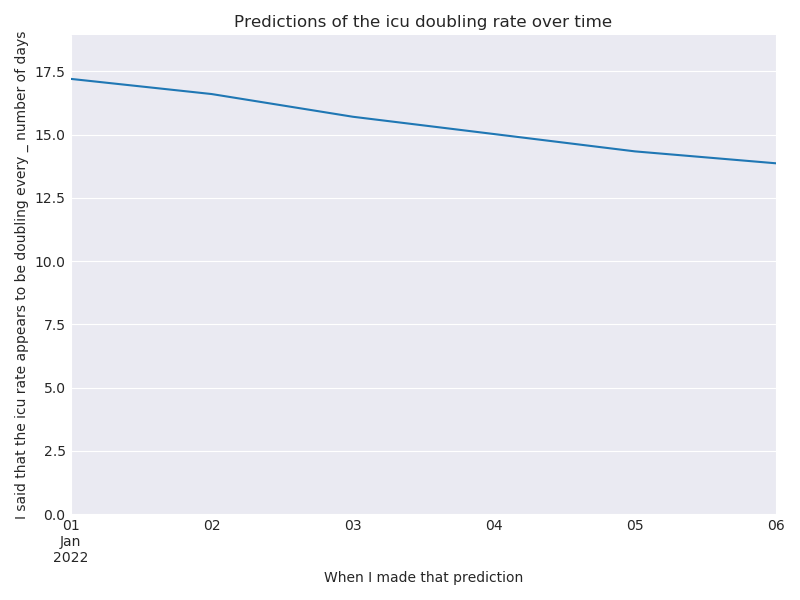 Predictions of the icu doubling rate over time
I said that the icu rate appears to be doubling every _ number of days
17.5
15.0
12.5
10.0
7.5
5.0
2.5
0.0
01 02 03 04 05 06
Jan
2022
When I made that prediction